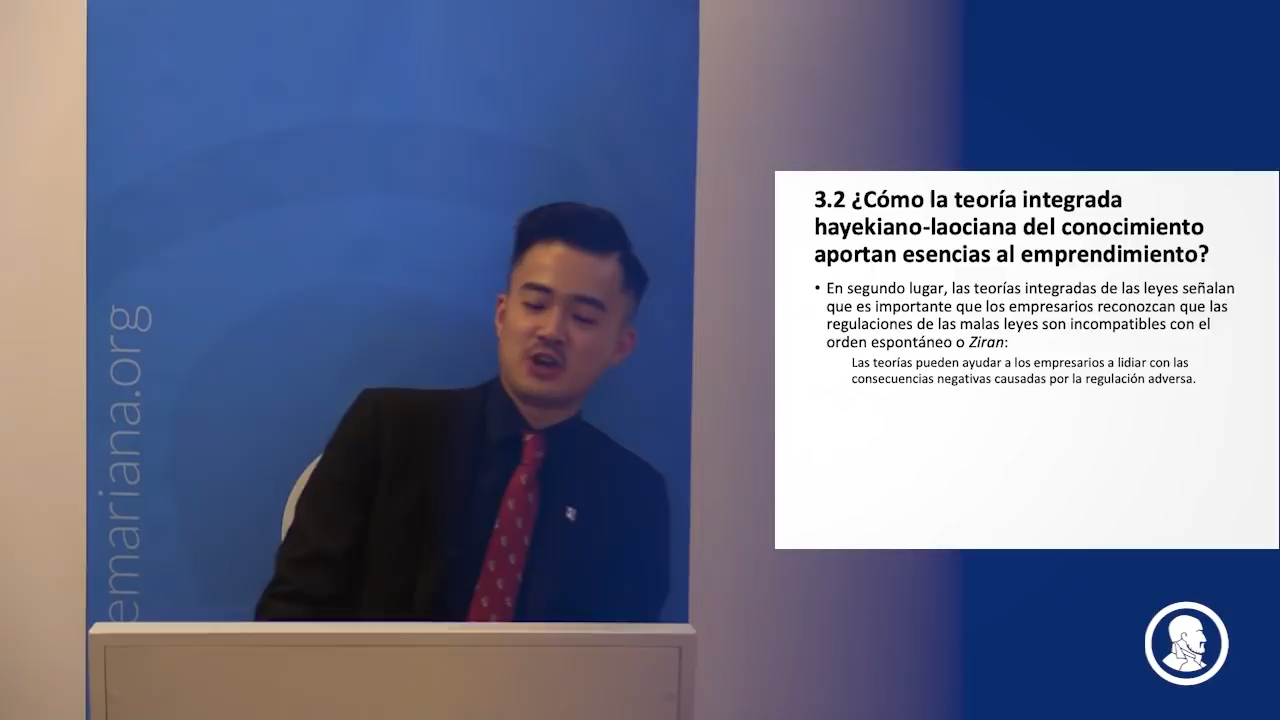 emariana.org
3.2 ¿Cómo la teoría integrada
hayekiano-laociana del conocimiento
aportan esencias al emprendimiento?
• En segundo lugar, las teorías integradas de las leyes señalan
que es importante que los empresarios reconozcan que las
regulaciones de las malas leyes son incompatibles con el
orden espontáneo o Ziran:
Las teorías pueden ayudar a los empresarios a lidiar con las
consecuencias negativas causadas por la regulación adversa.